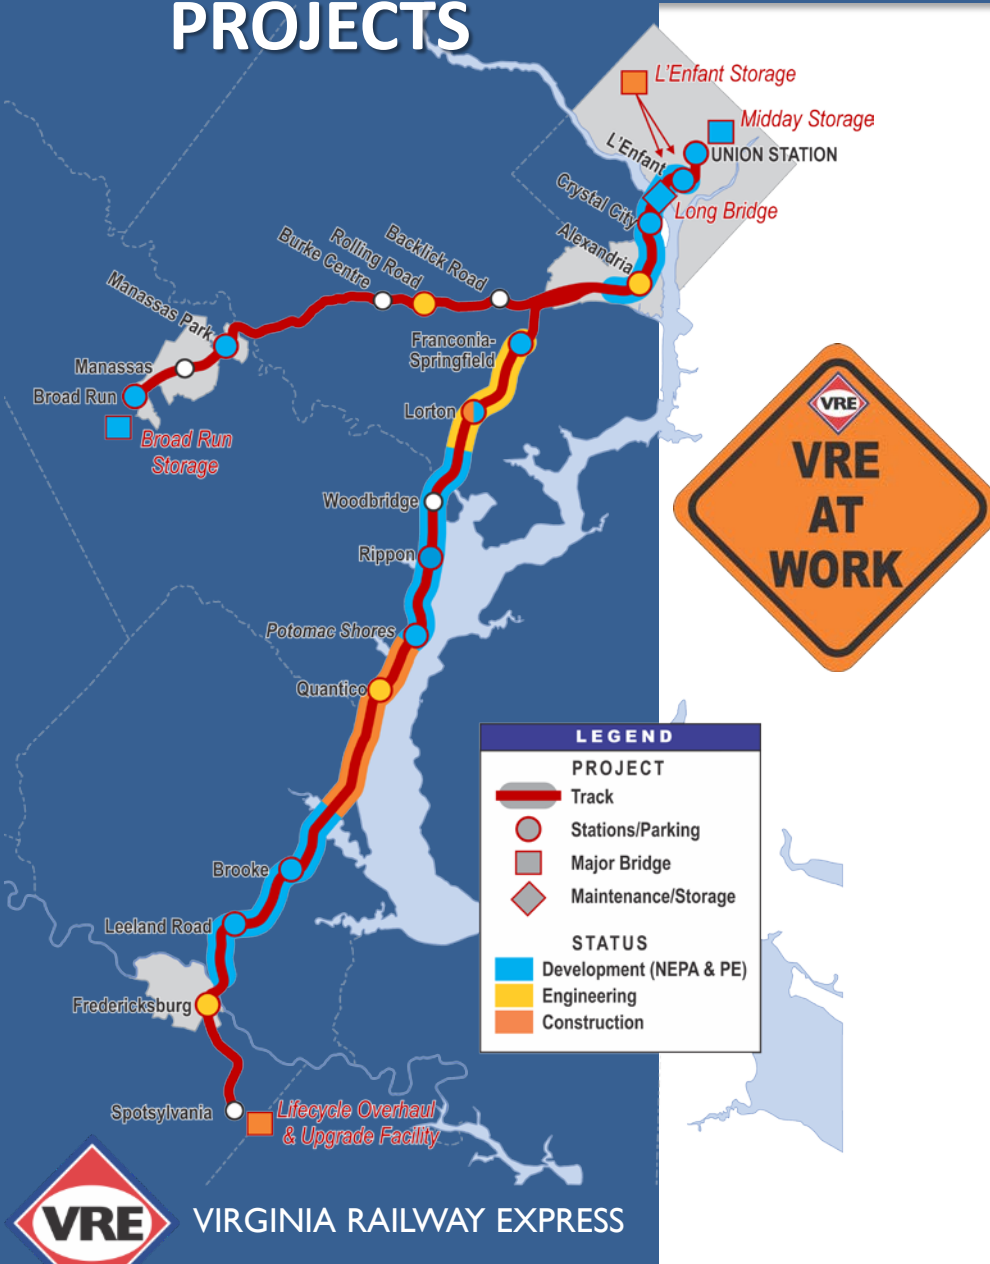 PROJECTS
L'Enfant Storage
Midday Storage
L'Enfant
UNION STATION
Crystal City
Long Bridge
Alexandria
Backlick Road
Rolling Road
Burke Centre
Manassas Park
Franconia-
Springfield
Manassas
Broad Run
Lorton
Broad Run
Storage
VRE
VRE
AT
WORK
Woodbridge
Rippon
Potomac Shores
Quantico
LEGEND
PROJECT
Track
Stations/Parking
Major Bridge
Maintenance/Storage
STATUS
Development (NEPA & PE)
Engineering
Construction
Brooke
Leeland Road
Fredericksburg
Spotsylvania
Lifecycle Overhaul
& Upgrade Facility
VRE
VIRGINIA RAILWAY EXPRESS